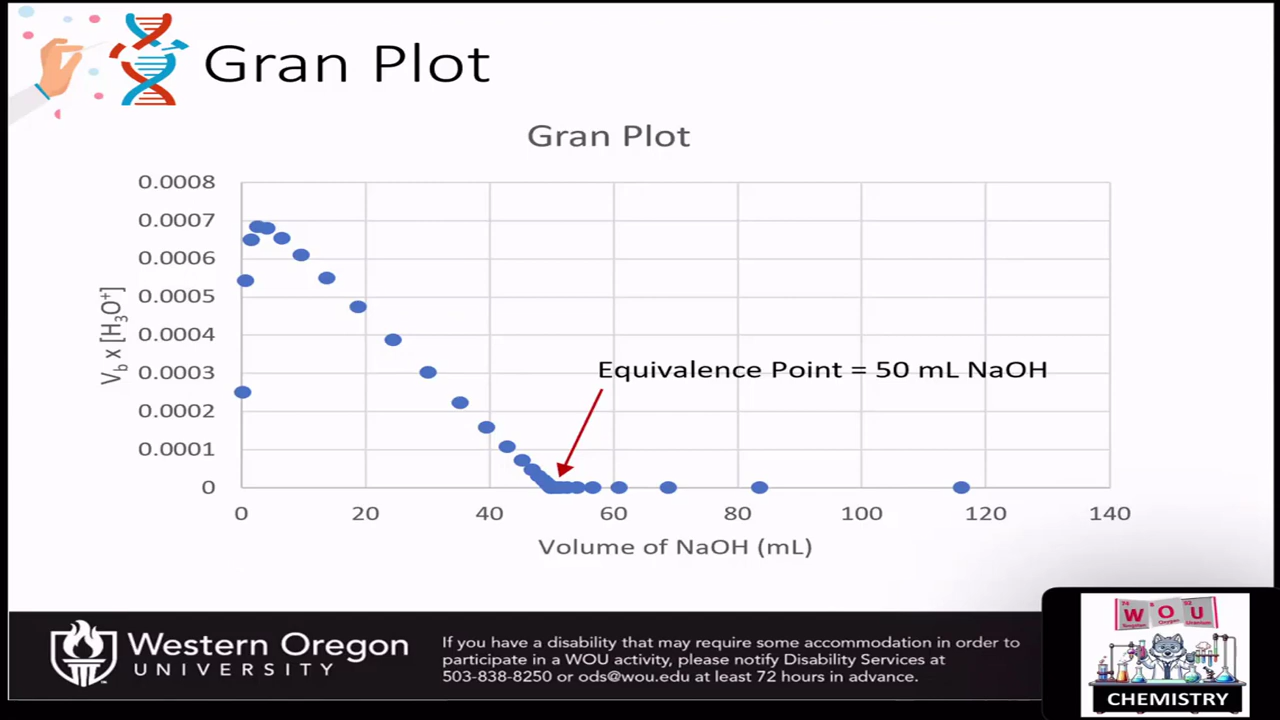 Gran Plot
Gran Plot
0.0008
0.0007
0.0006
0.0005
0.0004
0.0003
0.0002
0.0001
0
V_b x [H₃O⁺]
Equivalence Point = 50 mL NaOH
0 20 40 60 80 100 120 140
Volume of NaOH (mL)
Western Oregon
UNIVERSITY
If you have a disability that may require some accommodation in order to
participate in a WOU activity, please notify Disability Services at
503-838-8250 or ods@wou.edu at least 72 hours in advance.
W O U
CHEMISTRY